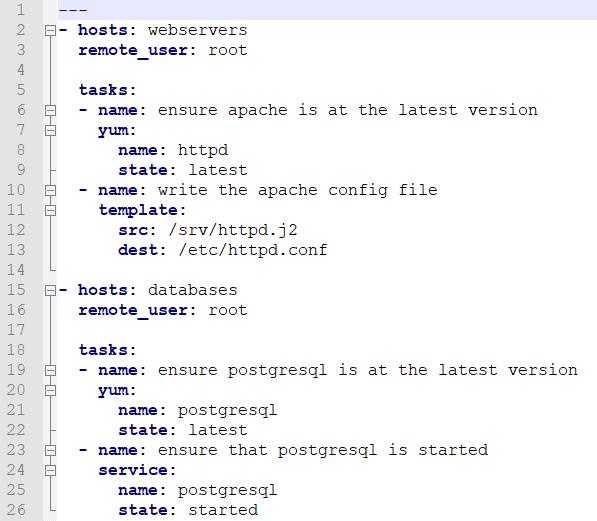 1 ---
2 - hosts: webservers
3   remote_user: root
4
5   tasks:
6   - name: ensure apache is at the latest version
7     yum:
8       name: httpd
9       state: latest
10   - name: write the apache config file
11     template:
12       src: /srv/httpd.j2
13       dest: /etc/httpd.conf
14
15 - hosts: databases
16   remote_user: root
17
18   tasks:
19   - name: ensure postgresql is at the latest version
20     yum:
21       name: postgresql
22       state: latest
23   - name: ensure that postgresql is started
24     service:
25       name: postgresql
26       state: started